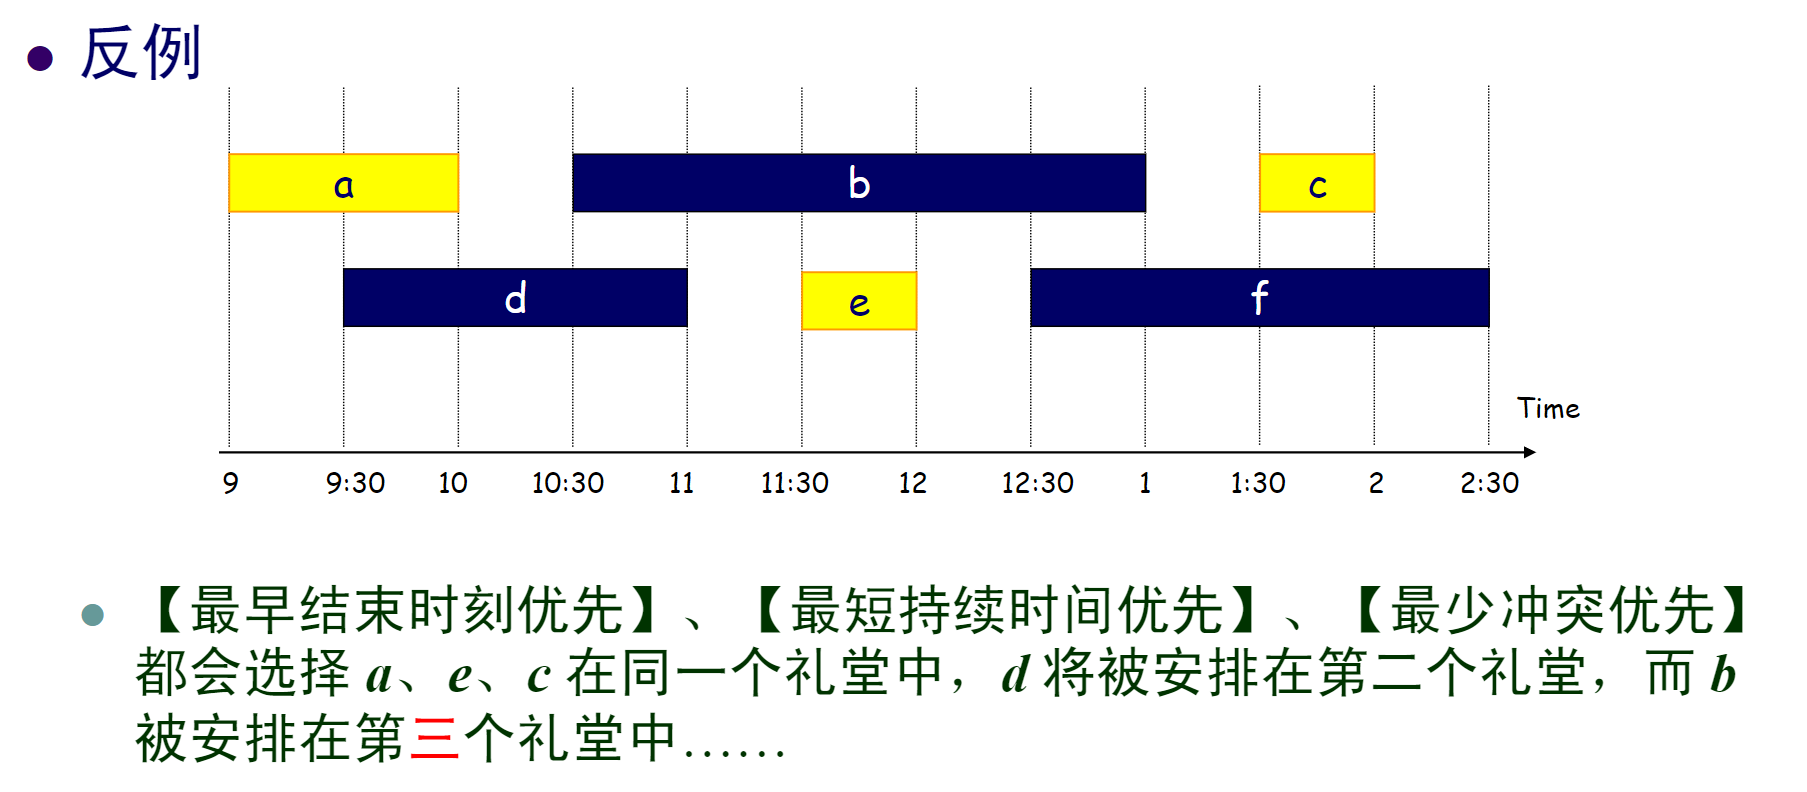 反例
a b c
d e f
Time
9 9:30 10 10:30 11 11:30 12 12:30 1 1:30 2 2:30
【最早结束时刻优先】、【最短持续时间优先】、【最少冲突优先】
都会选择 a、e、c 在同一个礼堂中，d 将被安排在第二个礼堂，而 b
被安排在第三个礼堂中……